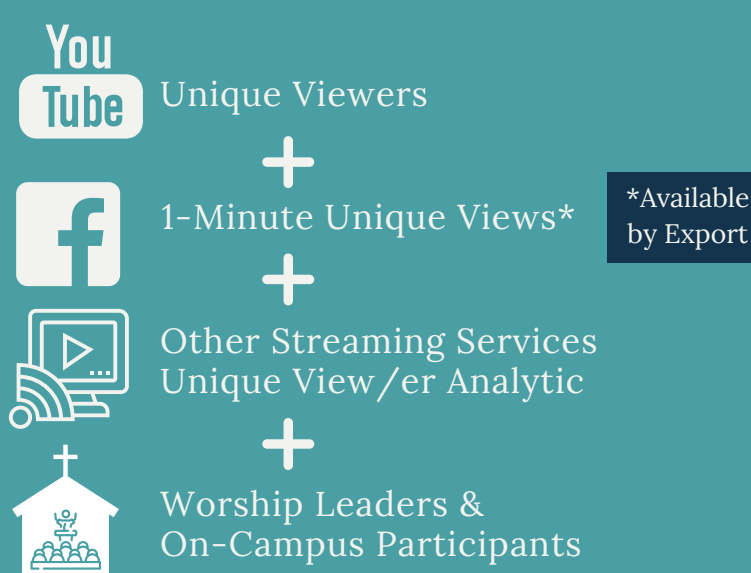 You
Tube
Unique Viewers
+
1-Minute Unique Views*
*Available
by Export
+
Other Streaming Services
Unique View/er Analytic
+
Worship Leaders &
On-Campus Participants